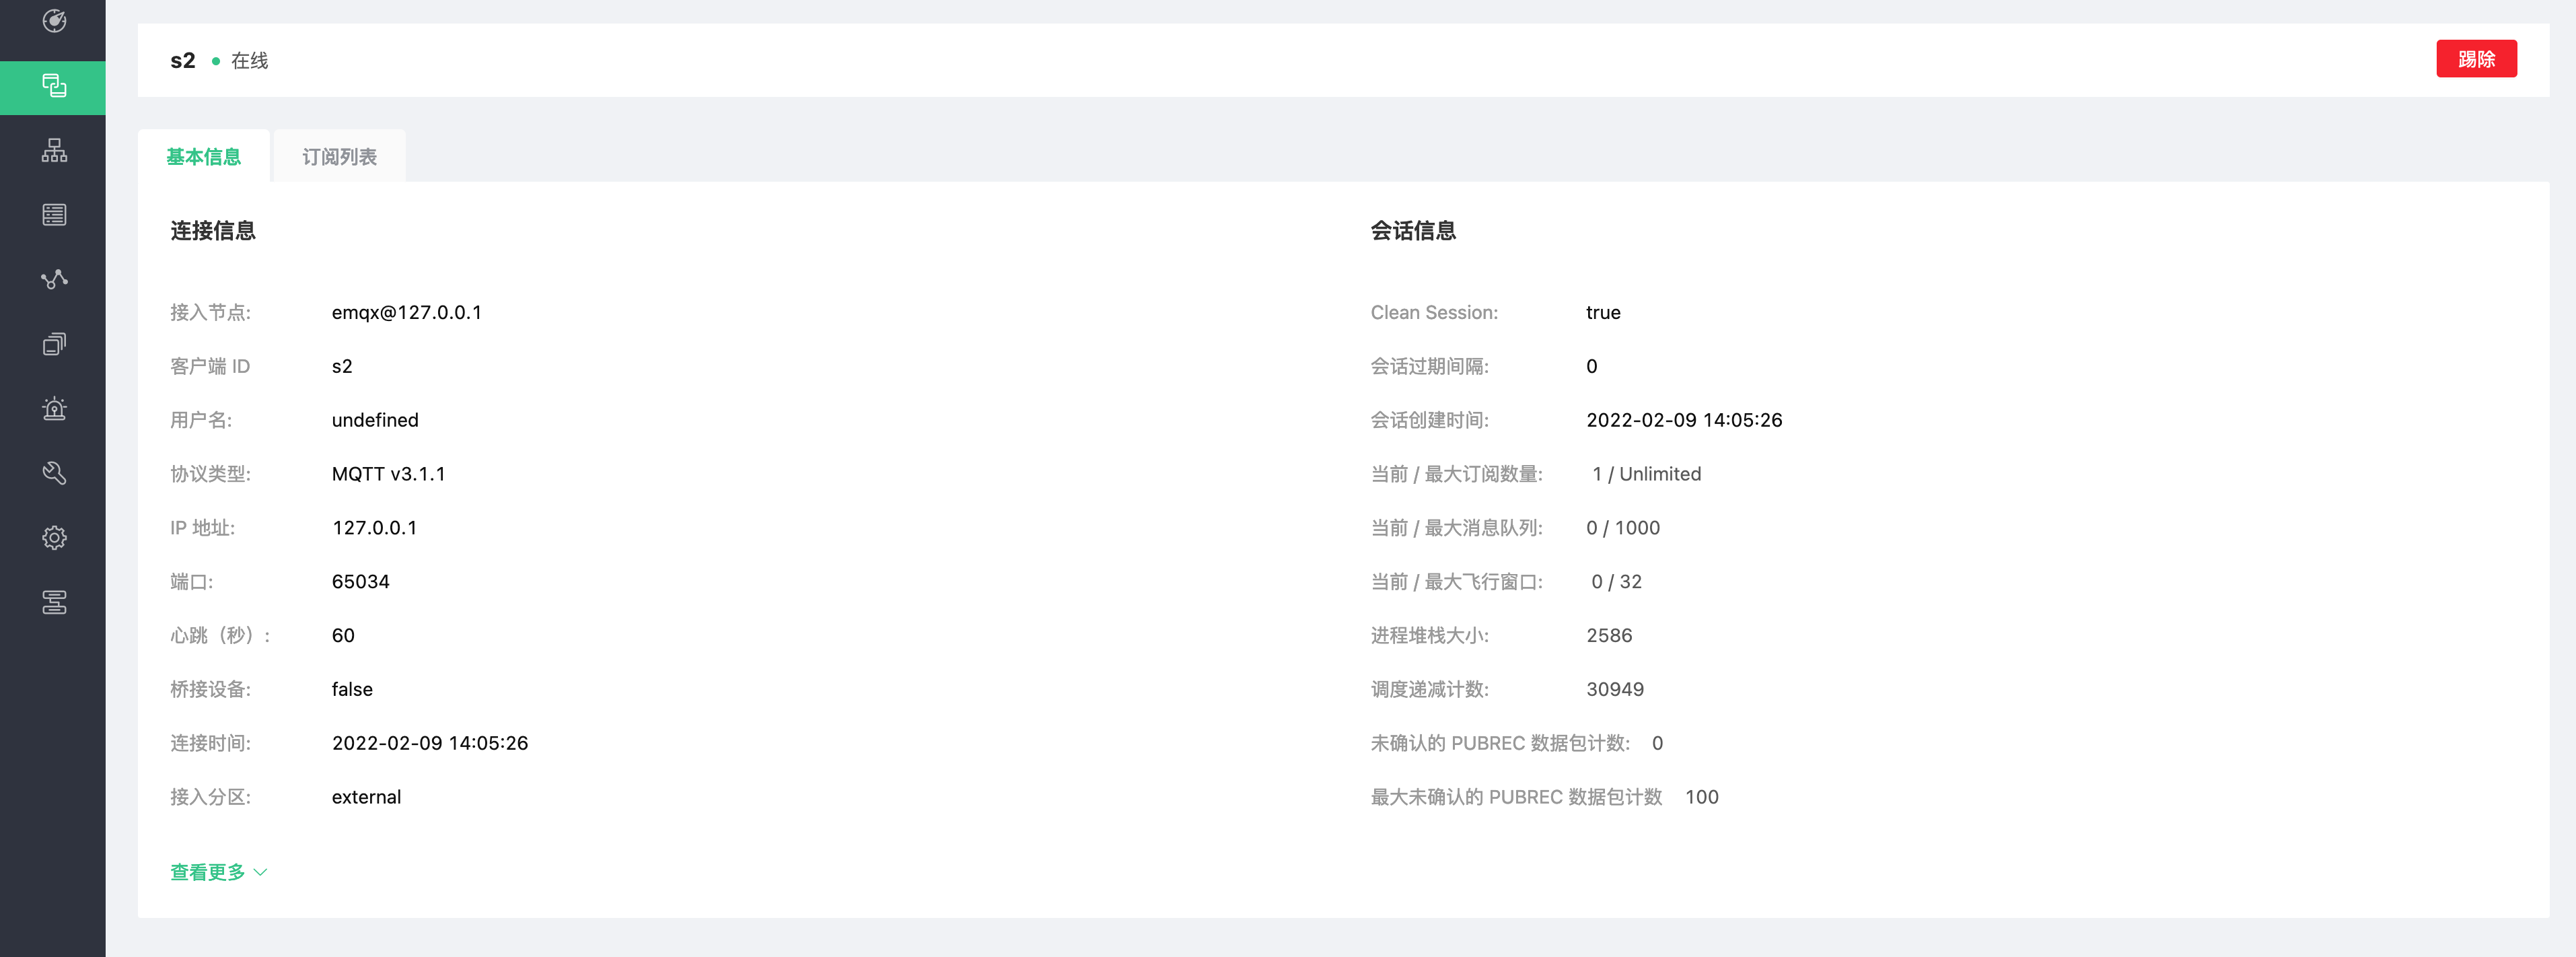 s2 在线
踢除
基本信息 订阅列表
连接信息
接入节点: emqx@127.0.0.1
客户端 ID s2
用户名: undefined
协议类型: MQTT v3.1.1
IP 地址: 127.0.0.1
端口: 65034
心跳（秒）: 60
桥接设备: false
连接时间: 2022-02-09 14:05:26
接入分区: external
查看更多
会话信息
Clean Session: true
会话过期间隔: 0
会话创建时间: 2022-02-09 14:05:26
当前 / 最大订阅数量: 1 / Unlimited
当前 / 最大消息队列: 0 / 1000
当前 / 最大飞行窗口: 0 / 32
进程堆栈大小: 2586
调度递减计数: 30949
未确认的 PUBREC 数据包计数: 0
最大未确认的 PUBREC 数据包计数 100